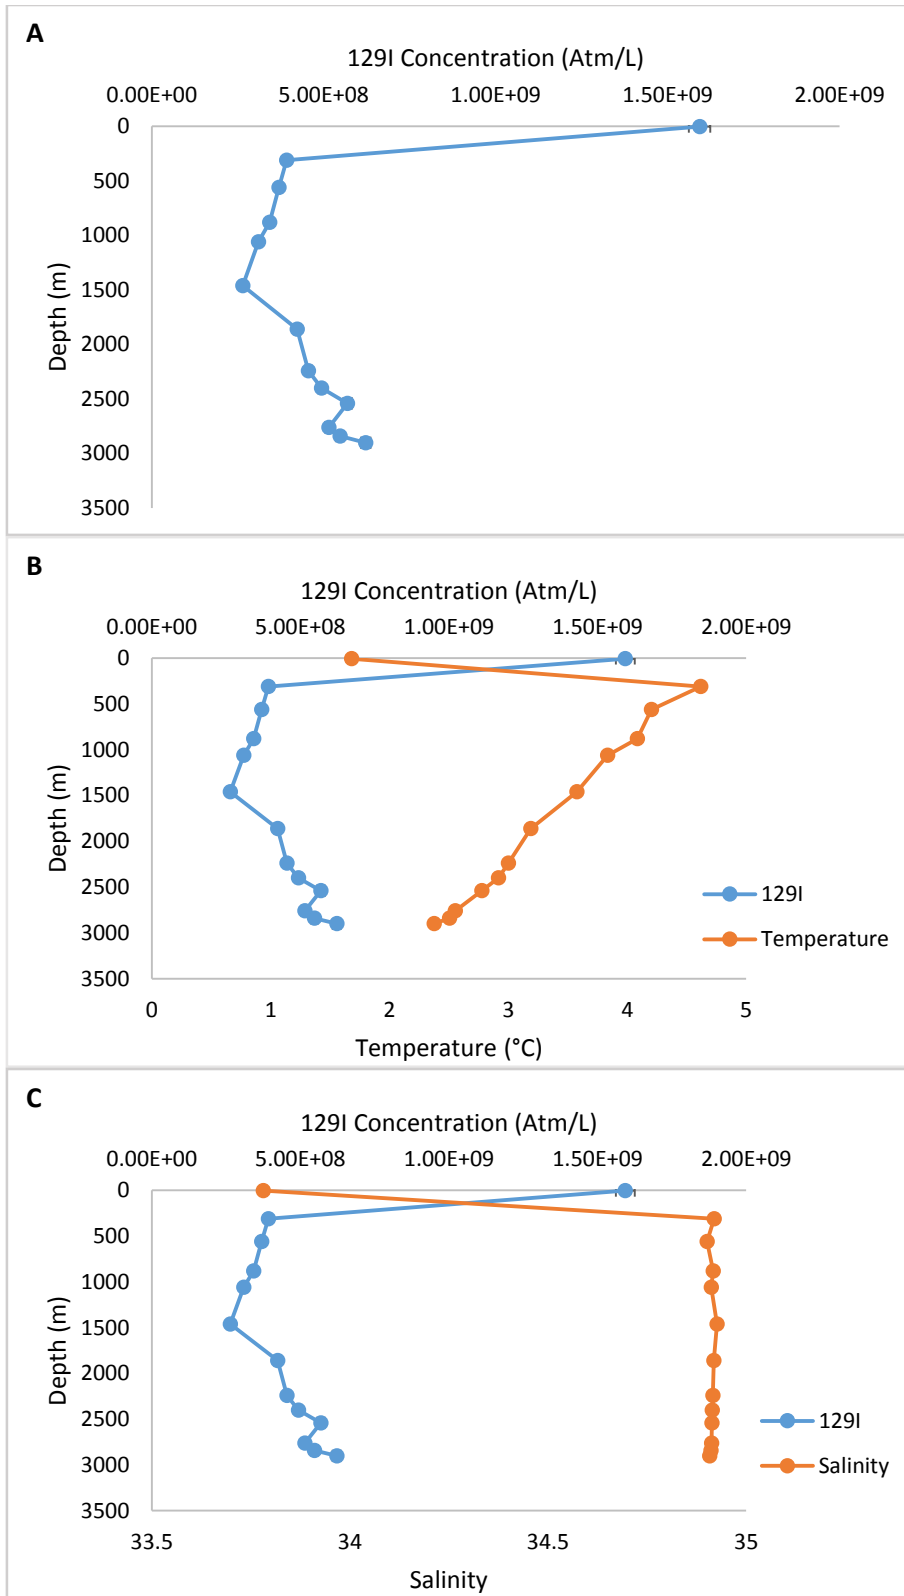 A
129I Concentration (Atm/L)
0.00E+00 5.00E+08 1.00E+09 1.50E+09 2.00E+09
0
500
1000
1500
2000
2500
3000
3500
Depth (m)
B
129I Concentration (Atm/L)
0.00E+00 5.00E+08 1.00E+09 1.50E+09 2.00E+09
0
500
1000
1500
2000
2500
3000
3500
Depth (m)
129I
Temperature
0 1 2 3 4 5
Temperature (°C)
C
129I Concentration (Atm/L)
0.00E+00 5.00E+08 1.00E+09 1.50E+09 2.00E+09
0
500
1000
1500
2000
2500
3000
3500
Depth (m)
129I
Salinity
33.5 34 34.5 35
Salinity